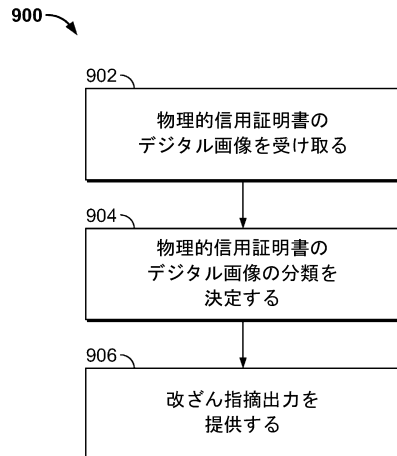 900
902
物理的信用証明書の
デジタル画像を受け取る
904
物理的信用証明書の
デジタル画像の分類を
決定する
906
改ざん指摘出力を
提供する